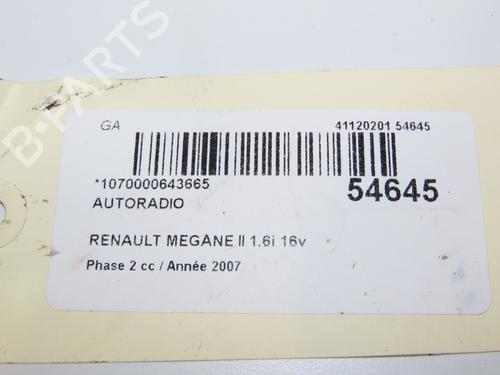 GA
41120201 54645
*1070000643665
54645
AUTORADIO
RENAULT MEGANE II 1.6i 16v
Phase 2 cc / Année 2007
B-PARTS